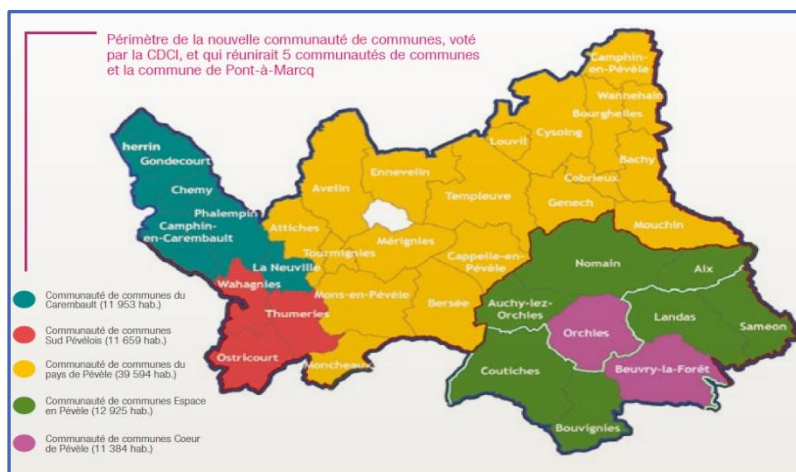 Périmètre de la nouvelle communauté de communes, voté
par la CDCI, et qui réunirait 5 communautés de communes
et la commune de Pont-à-Marcq
Camphin-
en-Pévèle
Wannehain
Bourghelles
herrin
Gondecourt
Louvil
Cysoing
Ennevelin
Bachy
Chemy
Avelin
Cobrieux
Templeuve
Phalempin
Genech
Camphin-
en-Carembault
Attiches
Mouchin
Mérignies
Tourmignies
Cappelle-en-
Pévèle
Nomain
La Neuville
Aix
Wahagnies
Mons-en-Pévèle
Bersée
Auchy-lez-
Orchies
Thumeries
Landas
Orchies
Sameon
Ostricourt
Moncheaux
Coutiches
Beuvry-la-Forêt
Bouvignies
Communauté de communes du
Carembault (11 953 hab.)
Communauté de communes
Sud Pévélois (11 659 hab.)
Communauté de communes du
pays de Pévèle (39 594 hab.)
Communauté de communes Espace
en Pévèle (12 925 hab.)
Communauté de communes Coeur
de Pévèle (11 384 hab.)